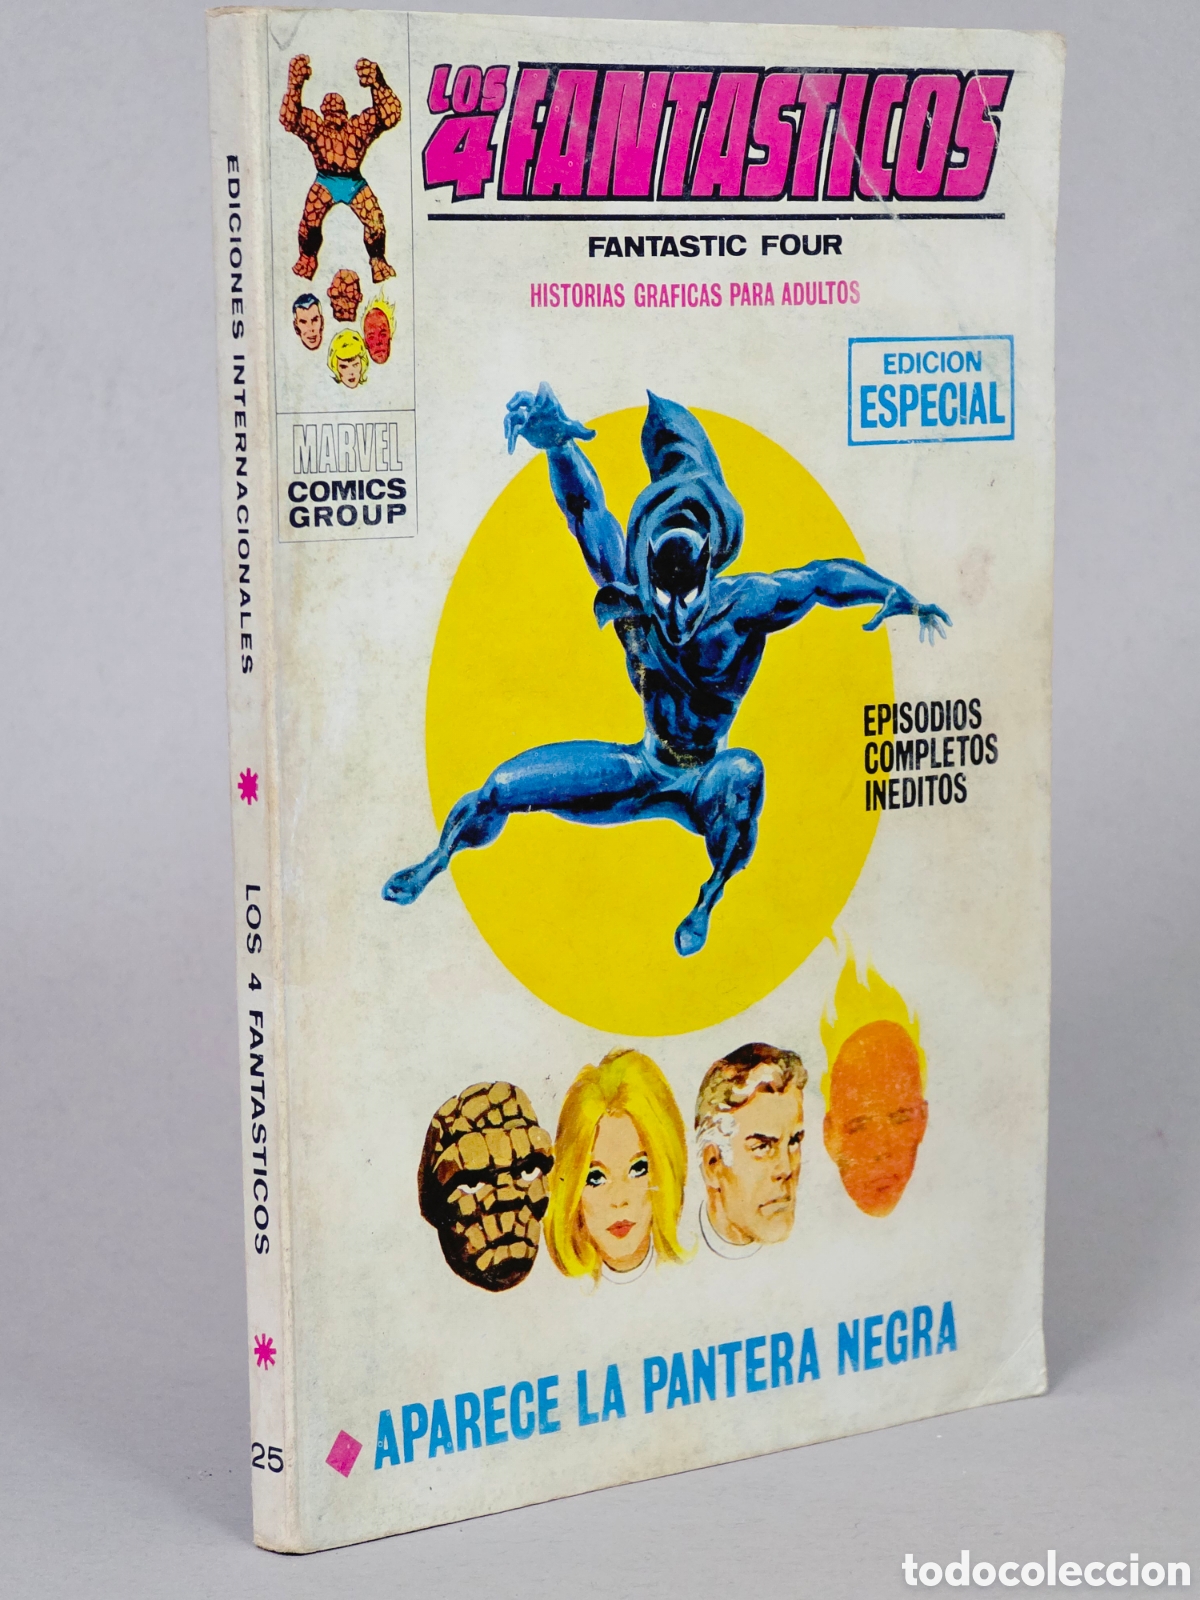 LOS
4 FANTASTICOS
FANTASTIC FOUR
HISTORIAS GRAFICAS PARA ADULTOS
EDICION
ESPECIAL
MARVEL
COMICS
GROUP
EPISODIOS
COMPLETOS
INEDITOS
APARECE LA PANTERA NEGRA
EDICIONES INTERNACIONALES * LOS 4 FANTASTICOS *
25
todocoleccion